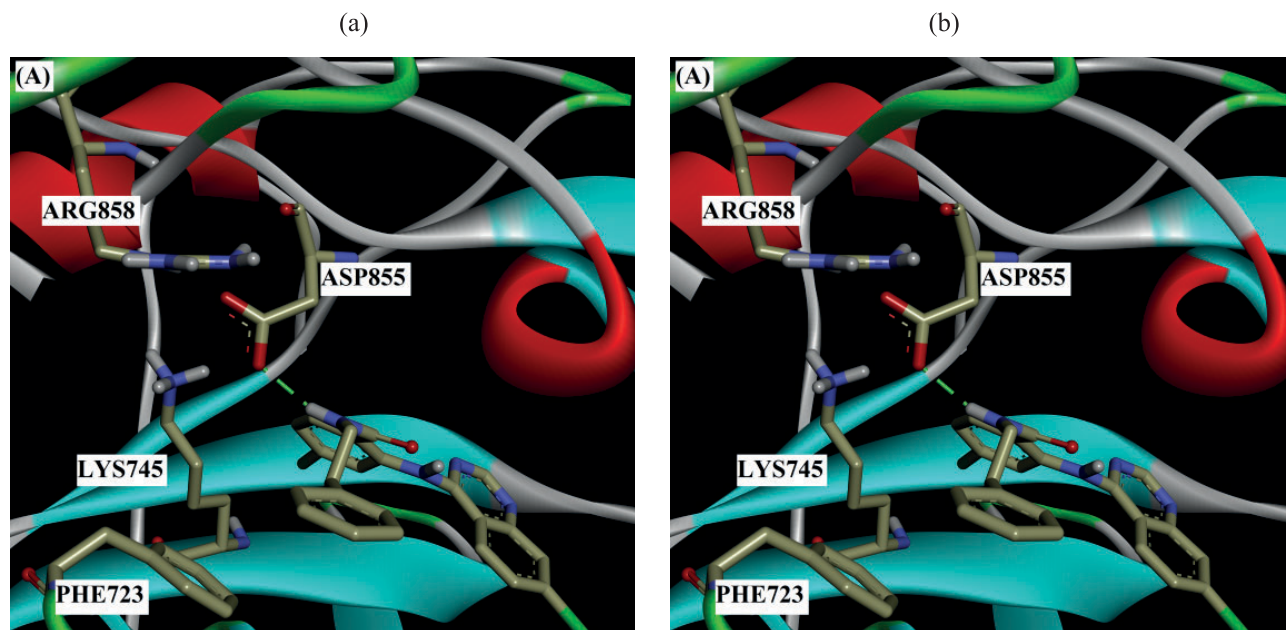 (a) (b)
(A) (A)
ARG858 ARG858
ASP855 ASP855
LYS745 LYS745
PHE723 PHE723